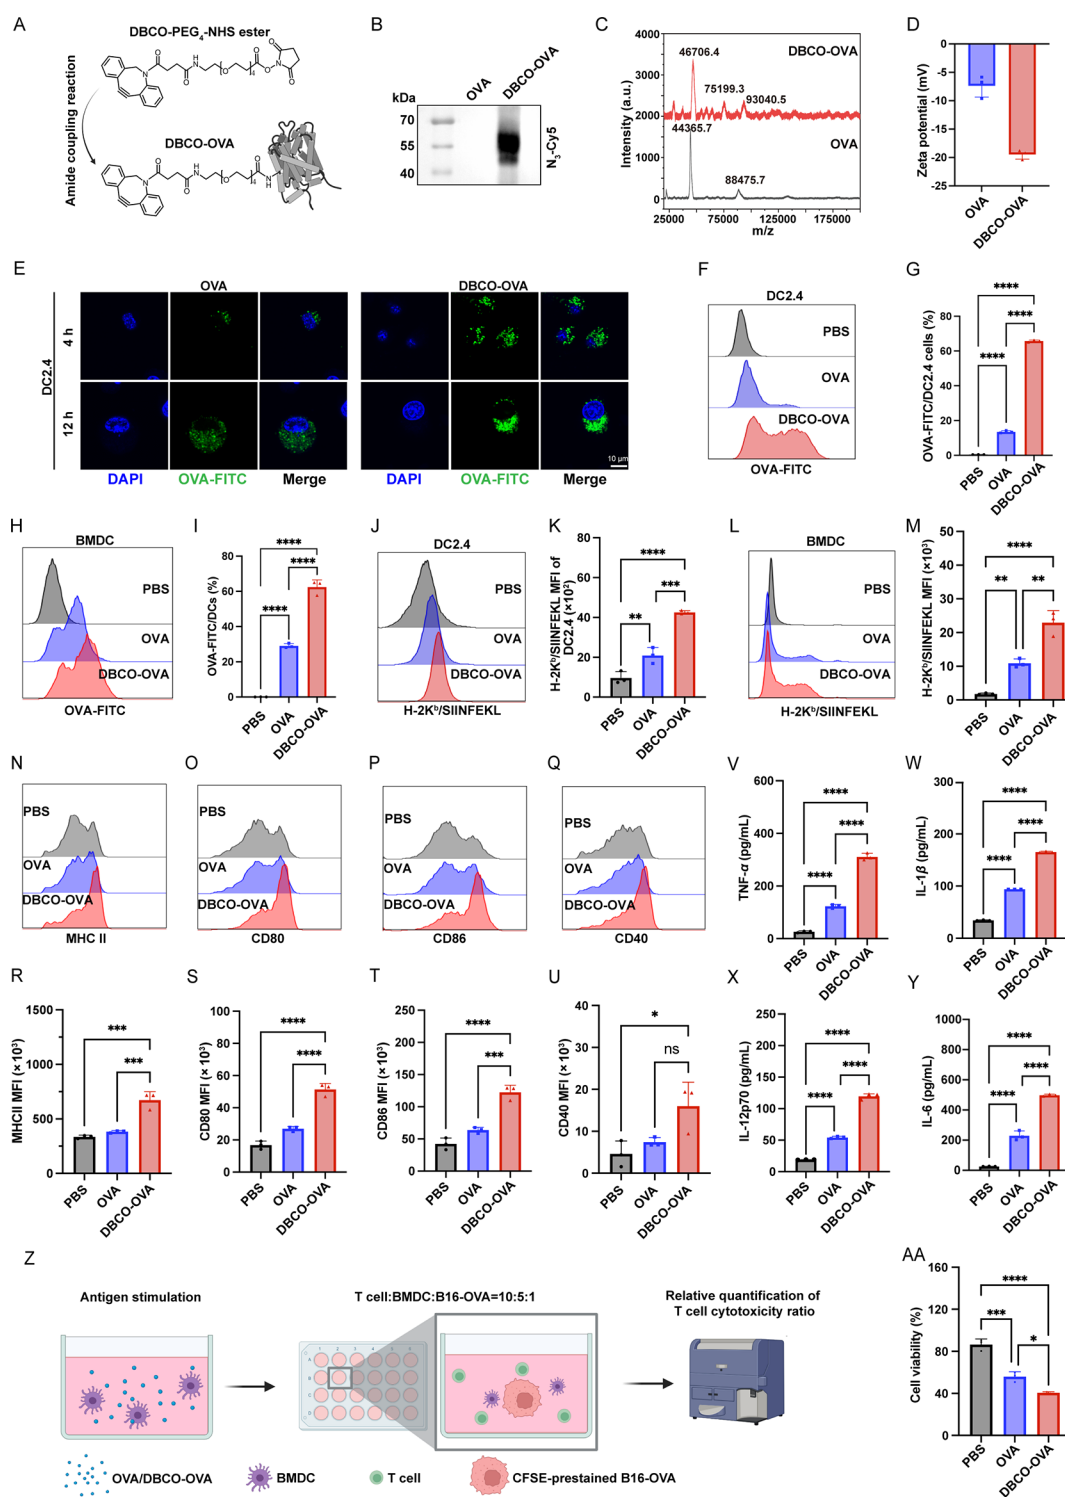 A
DBCO-PEG4-NHS ester
Amide coupling reaction
DBCO-OVA
B
OVA
DBCO-OVA
kDa
70
55
40
N3-Cy5
C
4000
3000
2000
1000
0
Intensity (a.u.)
46706.4
DBCO-OVA
75199.3
93040.5
44365.7
OVA
88475.7
25000
75000
125000
175000
m/z
D
0
-5
-10
-15
-20
-25
Zeta potential (mV)
OVA
DBCO-OVA
E
OVA
DBCO-OVA
DC2.4
4 h
12 h
10 μm
DAPI
OVA-FITC
Merge
DAPI
OVA-FITC
Merge
F
DC2.4
PBS
OVA
DBCO-OVA
OVA-FITC
G
OVA-FITC/DC2.4 cells (%)
80
60
40
20
0
****
****
****
PBS
OVA
DBCO-OVA
H
BMDC
PBS
OVA
DBCO-OVA
OVA-FITC
I
OVA-FITC/DCs (%)
80
60
40
20
0
****
****
****
PBS
OVA
DBCO-OVA
J
DC2.4
PBS
OVA
DBCO-OVA
H-2Kb/SIINFEKL
K
H-2Kb/SIINFEKL MFI of
DC2.4 (×10²)
80
60
40
20
0
****
***
**
PBS
OVA
DBCO-OVA
L
BMDC
PBS
OVA
DBCO-OVA
H-2Kb/SIINFEKL
M
H-2Kb/SIINFEKL MFI (×10³)
50
40
30
20
10
0
****
**
**
PBS
OVA
DBCO-OVA
N
PBS
OVA
DBCO-OVA
MHC II
O
PBS
OVA
DBCO-OVA
CD80
P
PBS
OVA
DBCO-OVA
CD86
Q
PBS
OVA
DBCO-OVA
CD40
V
TNF-α (pg/mL)
600
400
200
0
****
****
****
PBS
OVA
DBCO-OVA
W
IL-1β (pg/mL)
300
200
100
0
****
****
****
PBS
OVA
DBCO-OVA
R
MHCII MFI (× 10³)
1500
1000
500
0
***
***
PBS
OVA
DBCO-OVA
S
CD80 MFI (× 10³)
100
80
60
40
20
0
****
****
PBS
OVA
DBCO-OVA
T
CD86 MFI (× 10³)
250
200
150
100
50
0
****
***
PBS
OVA
DBCO-OVA
U
CD40 MFI (× 10³)
40
30
20
10
0
*
ns
PBS
OVA
DBCO-OVA
X
IL-12p70 (pg/mL)
250
200
150
100
50
0
****
****
****
PBS
OVA
DBCO-OVA
Y
IL-6 (pg/mL)
1000
800
600
400
200
0
****
****
****
PBS
OVA
DBCO-OVA
Z
Antigen stimulation
T cell:BMDC:B16-OVA=10:5:1
Relative quantification of
T cell cytotoxicity ratio
1 2 3 4 5 6
A
B
C
D
OVA/DBCO-OVA
BMDC
T cell
CFSE-prestained B16-OVA
AA
Cell viability (%)
160
120
80
40
0
****
***
*
PBS
OVA
DBCO-OVA